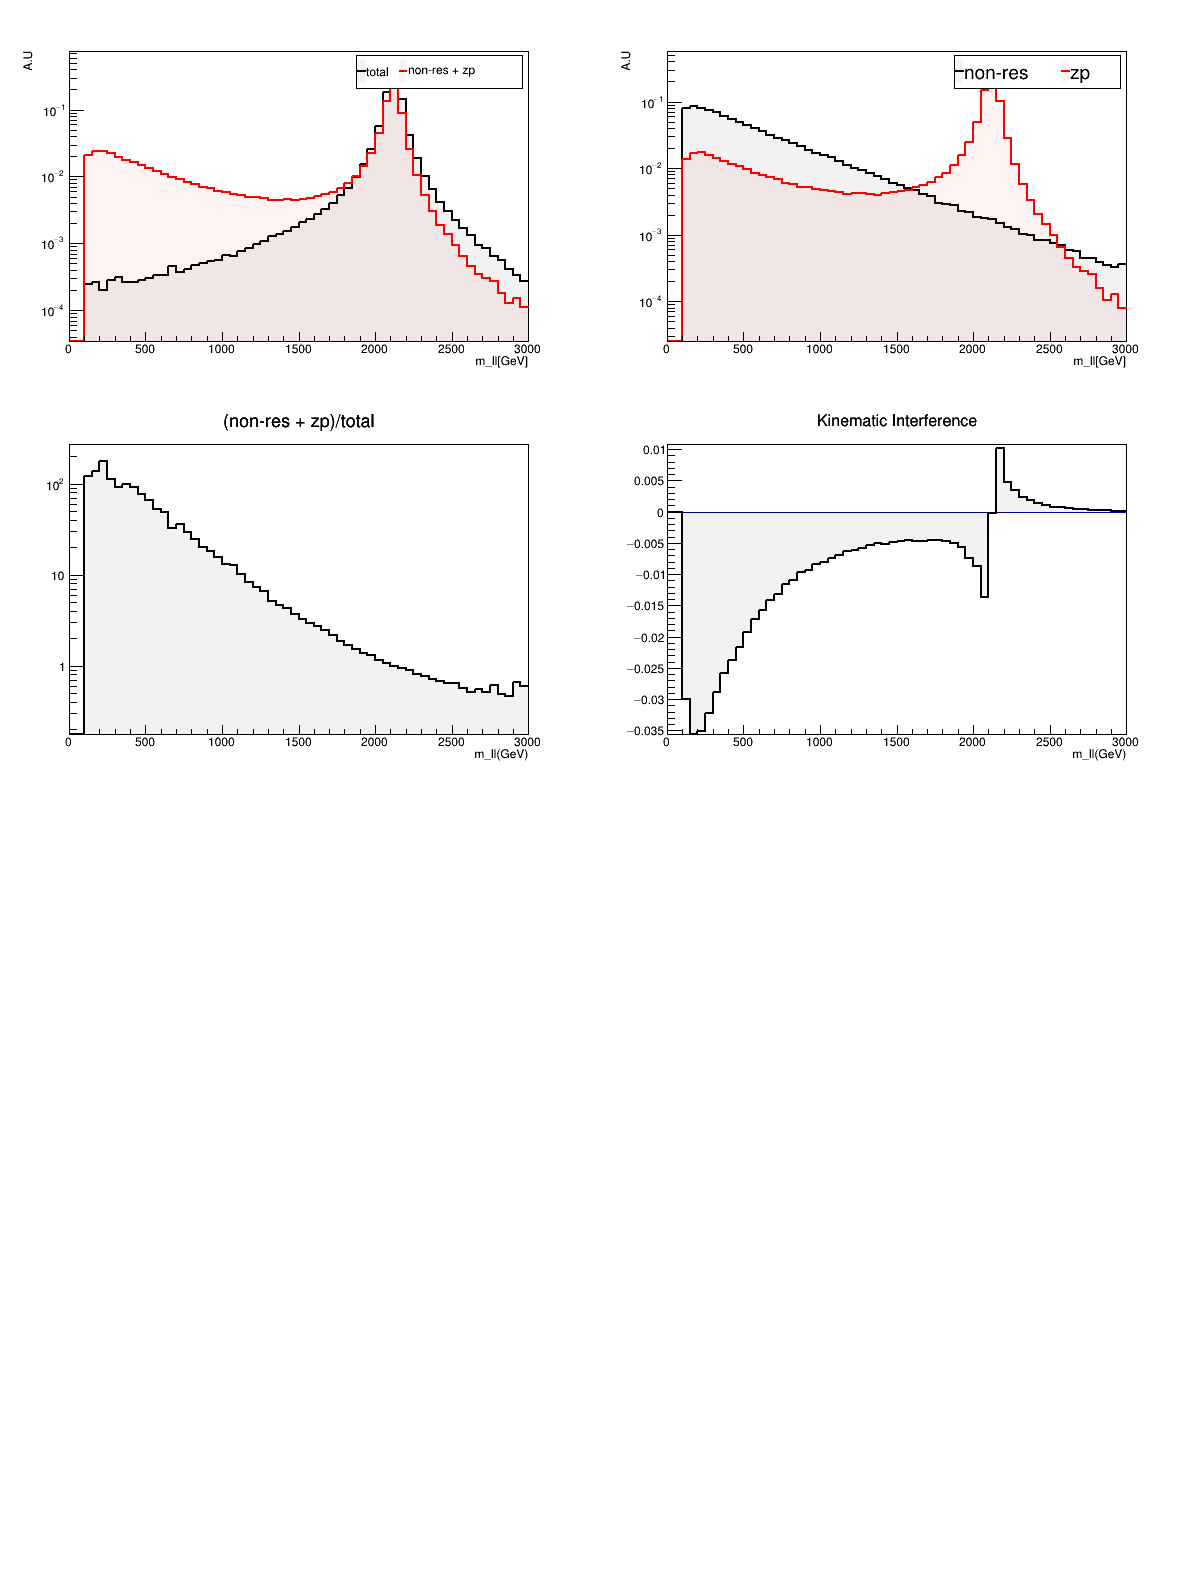 A.U
total non-res + zp
10⁻¹
10⁻²
10⁻³
10⁻⁴
0 500 1000 1500 2000 2500 3000
m_ll[GeV]
A.U
non-res zp
10⁻¹
10⁻²
10⁻³
10⁻⁴
0 500 1000 1500 2000 2500 3000
m_ll[GeV]
(non-res + zp)/total
10²
10
1
0 500 1000 1500 2000 2500 3000
m_ll(GeV)
Kinematic Interference
0.01
0.005
0
−0.005
−0.01
−0.015
−0.02
−0.025
−0.03
−0.035
0 500 1000 1500 2000 2500 3000
m_ll(GeV)